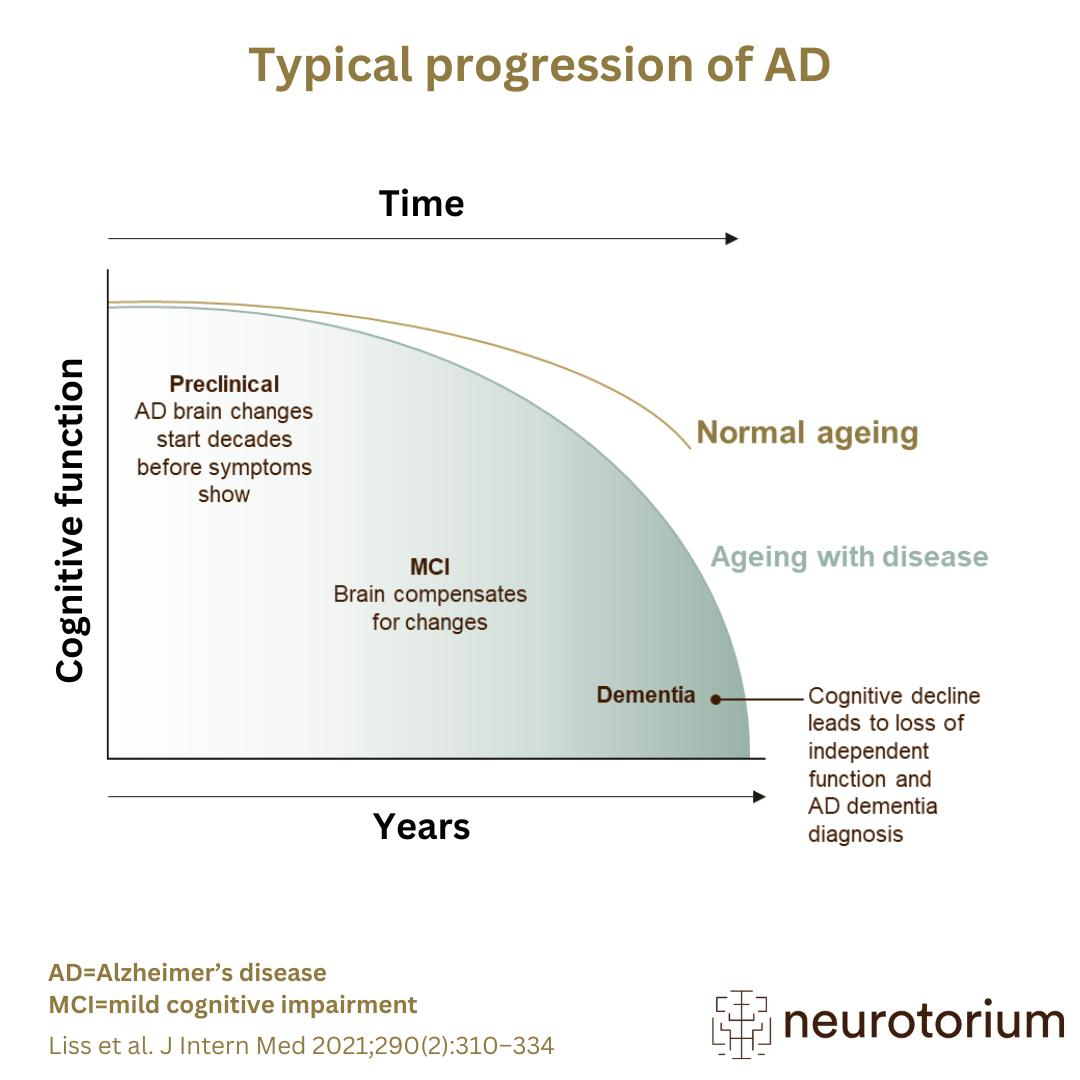 Typical progression of AD
Time
Cognitive function
Preclinical
AD brain changes
start decades
before symptoms
show
Normal ageing
Ageing with disease
MCI
Brain compensates
for changes
Dementia
Cognitive decline
leads to loss of
independent
function and
AD dementia
diagnosis
Years
AD=Alzheimer’s disease
MCI=mild cognitive impairment
Liss et al. J Intern Med 2021;290(2):310–334
neurotorium